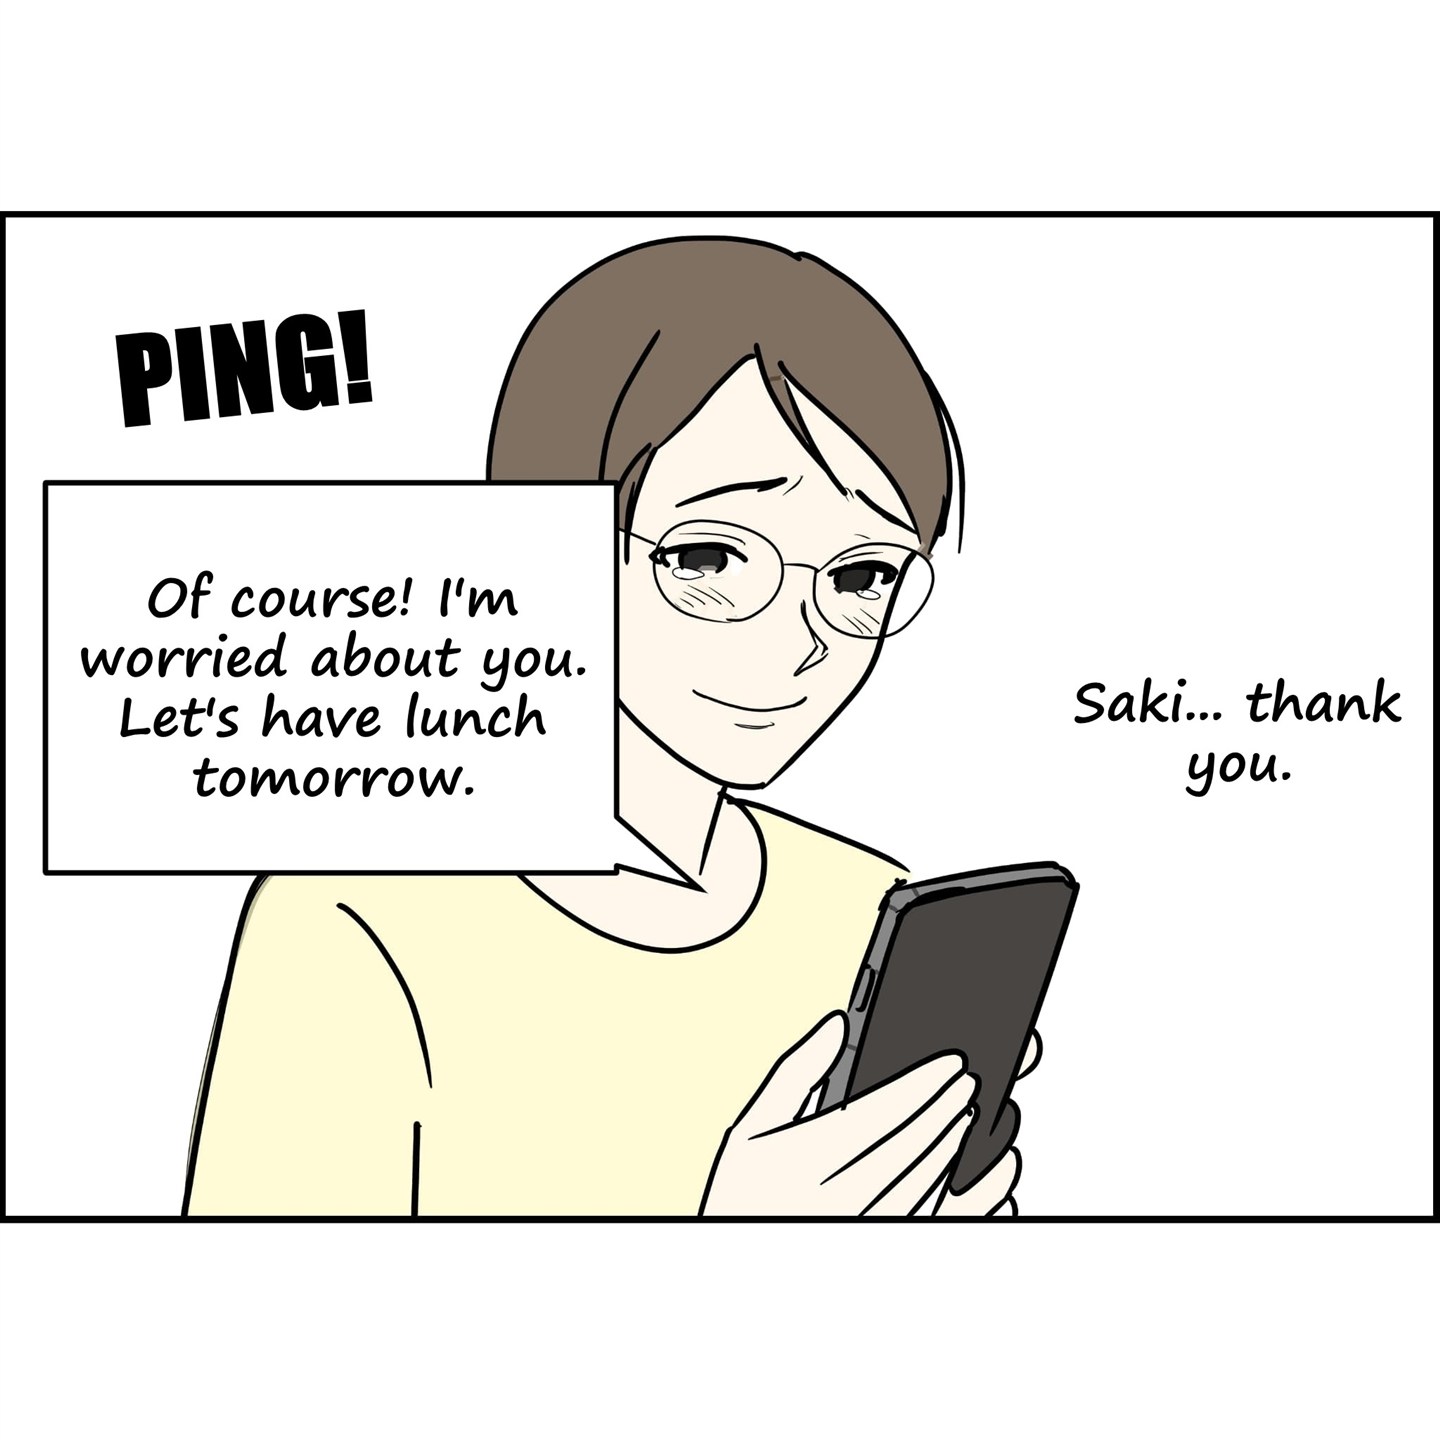 PING!
Of course! I'm
worried about you.
Let's have lunch
tomorrow.
Saki... thank
you.